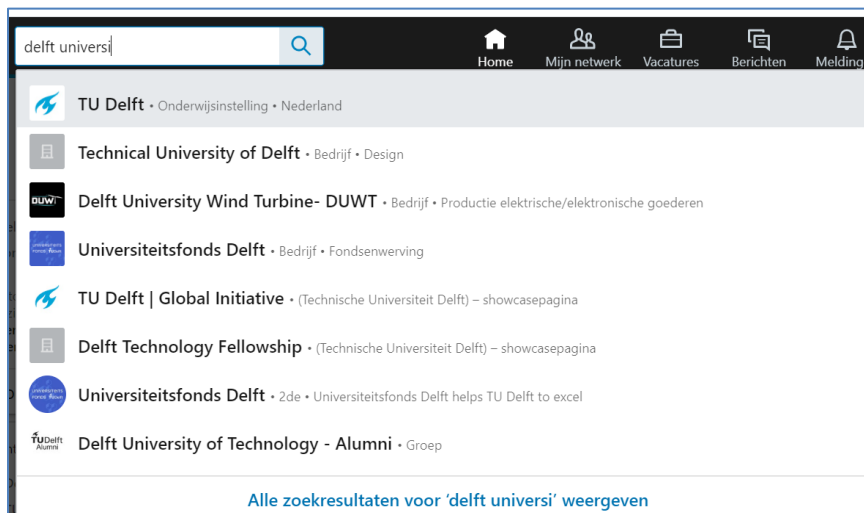 delft universi
Home
Mijn netwerk
Vacatures
Berichten
Melding
TU Delft • Onderwijsinstelling • Nederland
Technical University of Delft • Bedrijf • Design
DUWT
Delft University Wind Turbine- DUWT • Bedrijf • Productie elektrische/elektronische goederen
Universiteitsfonds Delft • Bedrijf • Fondsenwerving
TU Delft | Global Initiative • (Technische Universiteit Delft) – showcasepagina
Delft Technology Fellowship • (Technische Universiteit Delft) – showcasepagina
Universiteitsfonds Delft • 2de • Universiteitsfonds Delft helps TU Delft to excel
TUDelft
Alumni
Delft University of Technology - Alumni • Groep
Alle zoekresultaten voor ‘delft universi’ weergeven